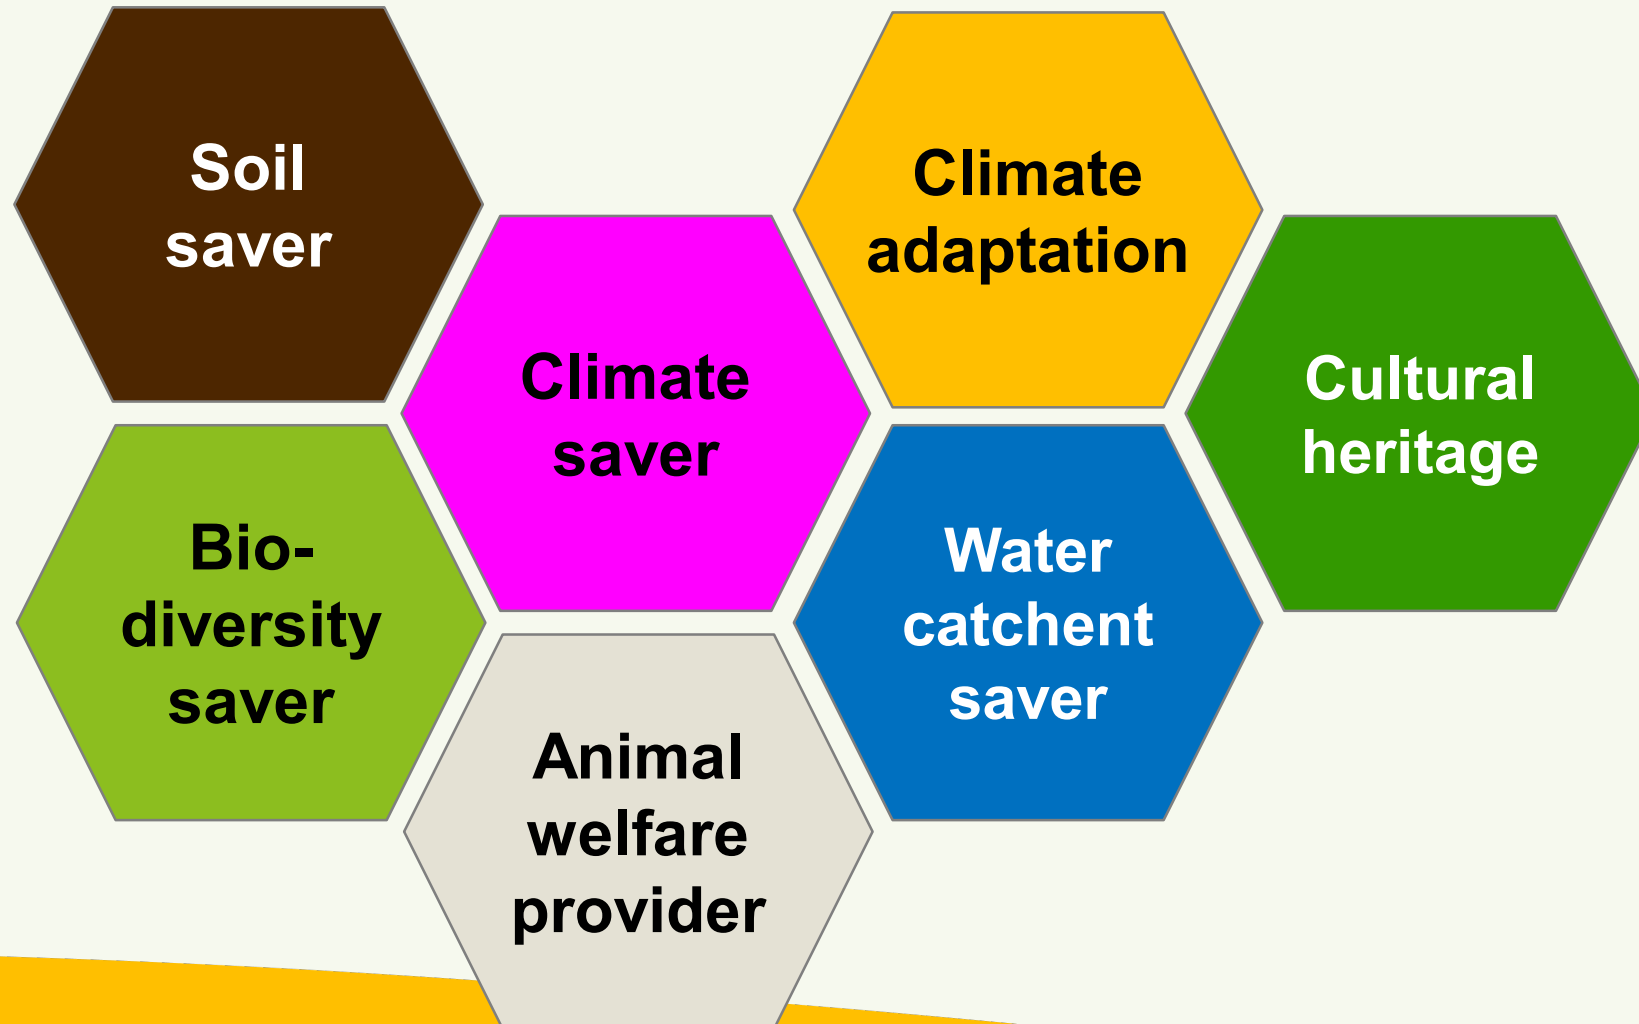 Soil
saver
Climate
adaptation
Climate
saver
Cultural
heritage
Bio-
diversity
saver
Water
catchent
saver
Animal
welfare
provider